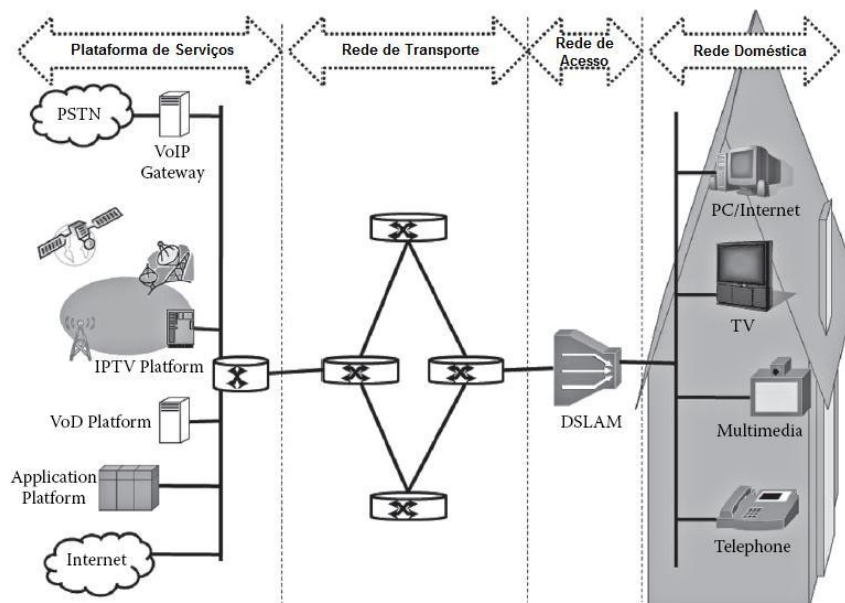 Plataforma de Serviços
Rede de Transporte
Rede de
Acesso
Rede Doméstica
PSTN
VoIP
Gateway
IPTV Platform
VoD Platform
Application
Platform
Internet
DSLAM
PC/Internet
TV
Multimedia
Telephone